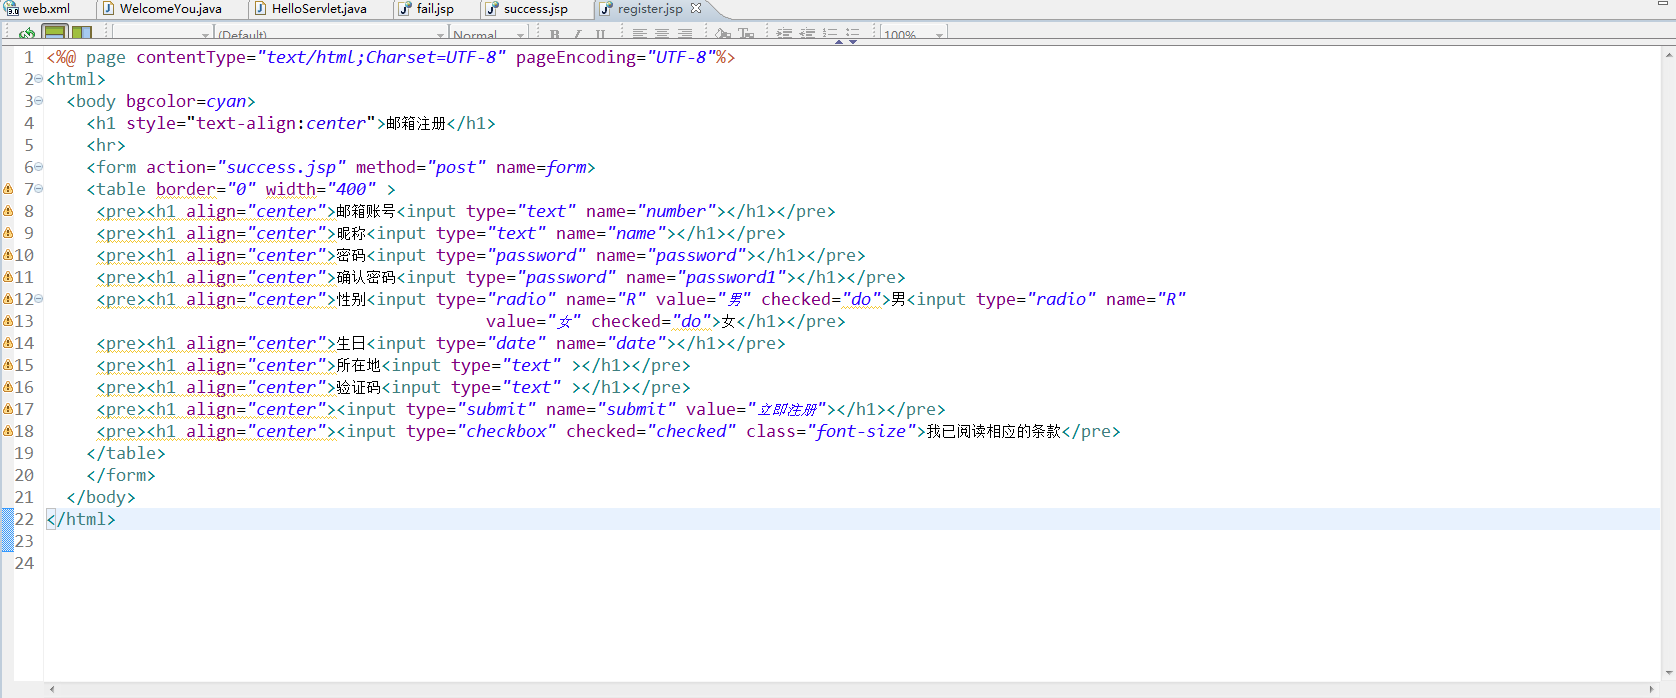 web.xml WelcomeYou.java HelloServlet.java fail.jsp success.jsp register.jsp
(Default) Normal B I U 100%
1 <%@ page contentType="text/html;Charset=UTF-8" pageEncoding="UTF-8"%>
2 <html>
3 <body bgcolor=cyan>
4 <h1 style="text-align:center">邮箱注册</h1>
5 <hr>
6 <form action="success.jsp" method="post" name=form>
7 <table border="0" width="400" >
8 <pre><h1 align="center">邮箱账号<input type="text" name="number"></h1></pre>
9 <pre><h1 align="center">昵称<input type="text" name="name"></h1></pre>
10 <pre><h1 align="center">密码<input type="password" name="password"></h1></pre>
11 <pre><h1 align="center">确认密码<input type="password" name="password1"></h1></pre>
12 <pre><h1 align="center">性别<input type="radio" name="R" value="男" checked="do">男<input type="radio" name="R"
13 value="女" checked="do">女</h1></pre>
14 <pre><h1 align="center">生日<input type="date" name="date"></h1></pre>
15 <pre><h1 align="center">所在地<input type="text" ></h1></pre>
16 <pre><h1 align="center">验证码<input type="text" ></h1></pre>
17 <pre><h1 align="center"><input type="submit" name="submit" value="立即注册"></h1></pre>
18 <pre><h1 align="center"><input type="checkbox" checked="checked" class="font-size">我已阅读相应的条款</pre>
19 </table>
20 </form>
21 </body>
22 </html>
23
24